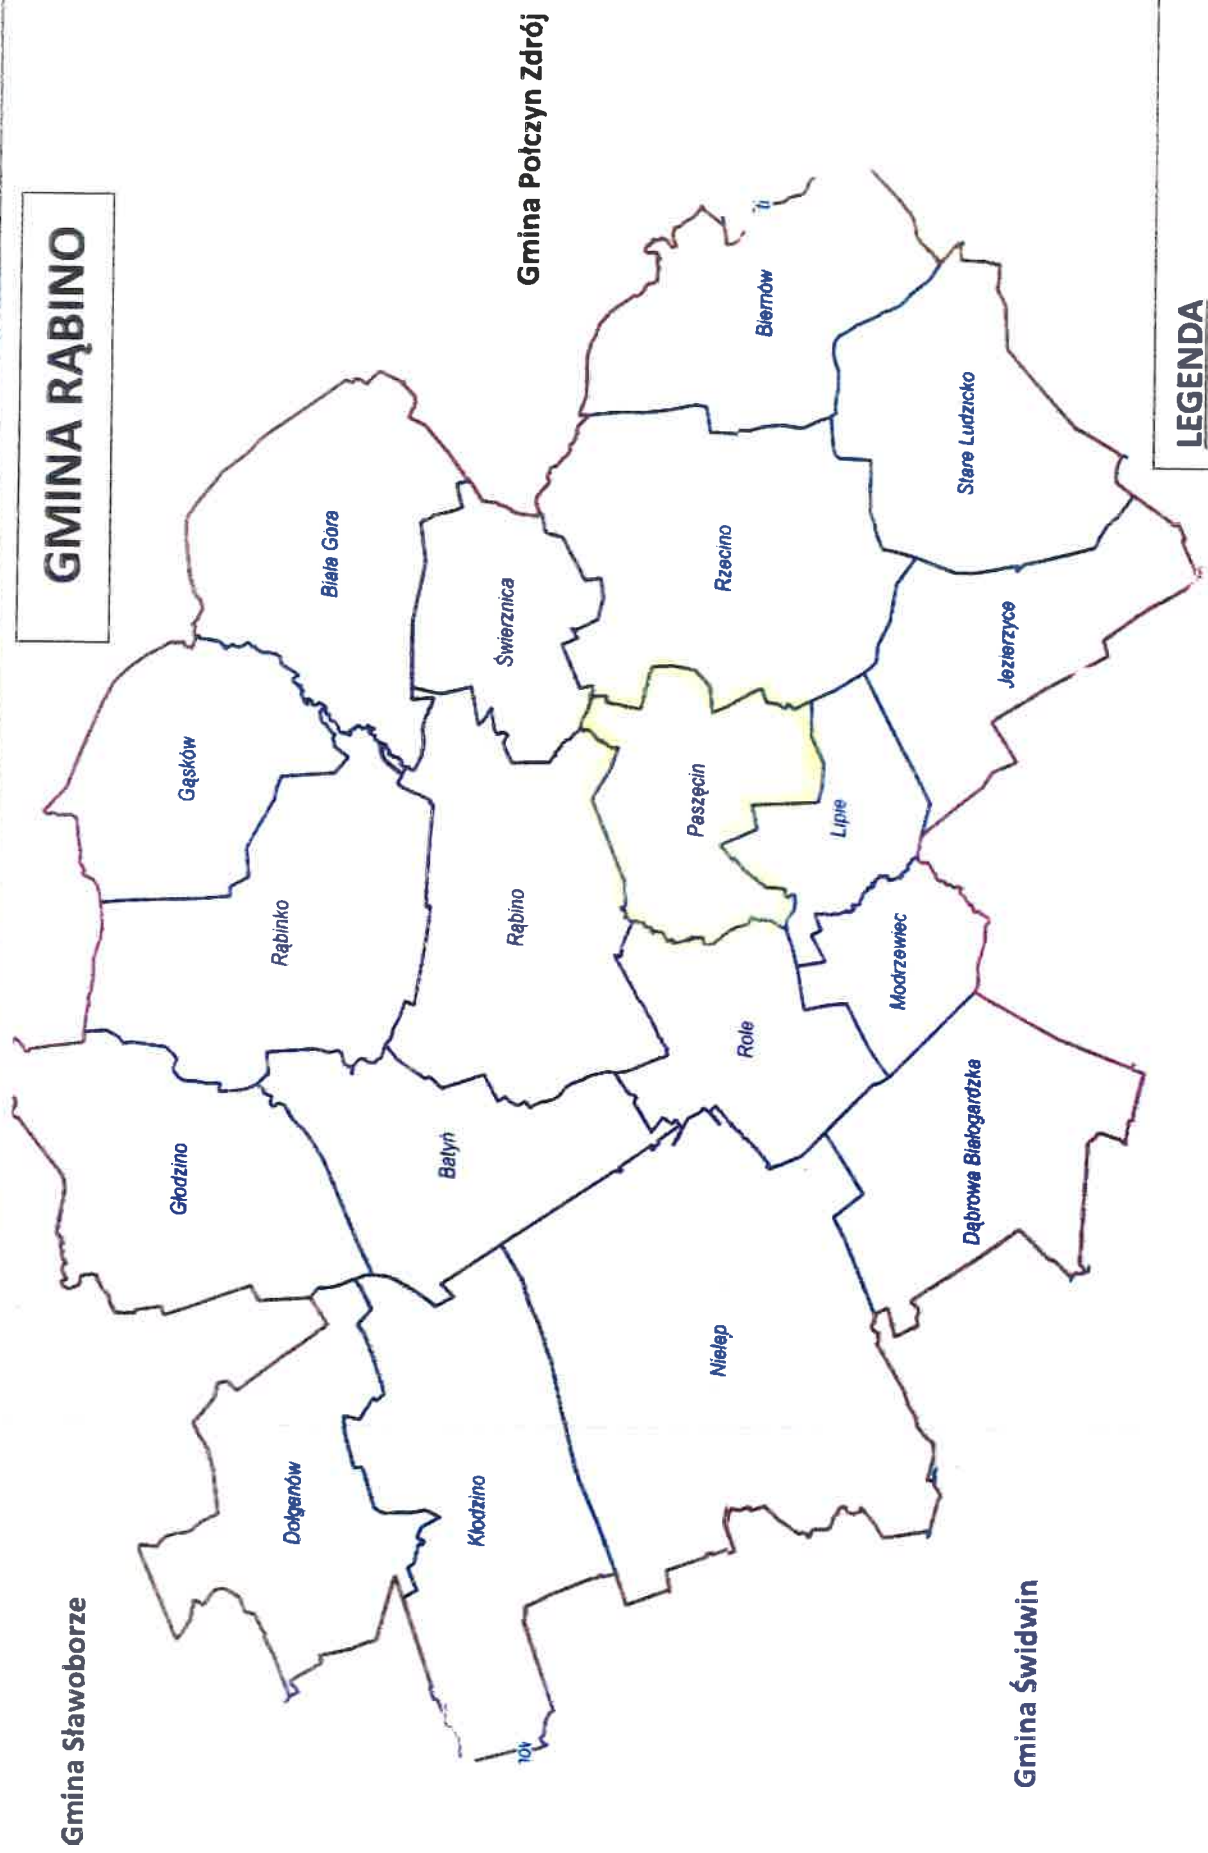 GMINA RĄBINO
Gmina Sławoborze
Gmina Połczyn Zdrój
Gąsków
Biała Góra
Głodzino
Rąbinko
Dołganów
Świerznica
Rąbino
Batyń
Kłodzino
Biernów
Rzecino
Paszęcin
Role
Nielep
Lipie
Modrzewiec
Stare Ludzicko
Jezierzyce
Dąbrowa Białogardzka
Gmina Świdwin
LEGENDA